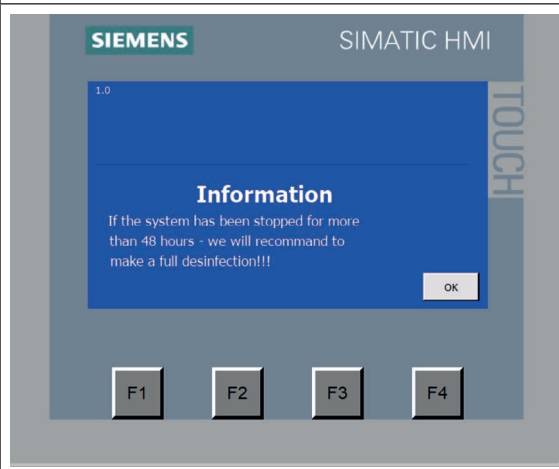 SIEMENS
SIMATIC HMI
TOUCH
1.0
Information
If the system has been stopped for more
than 48 hours - we will recommand to
make a full desinfection!!!
OK
F1
F2
F3
F4